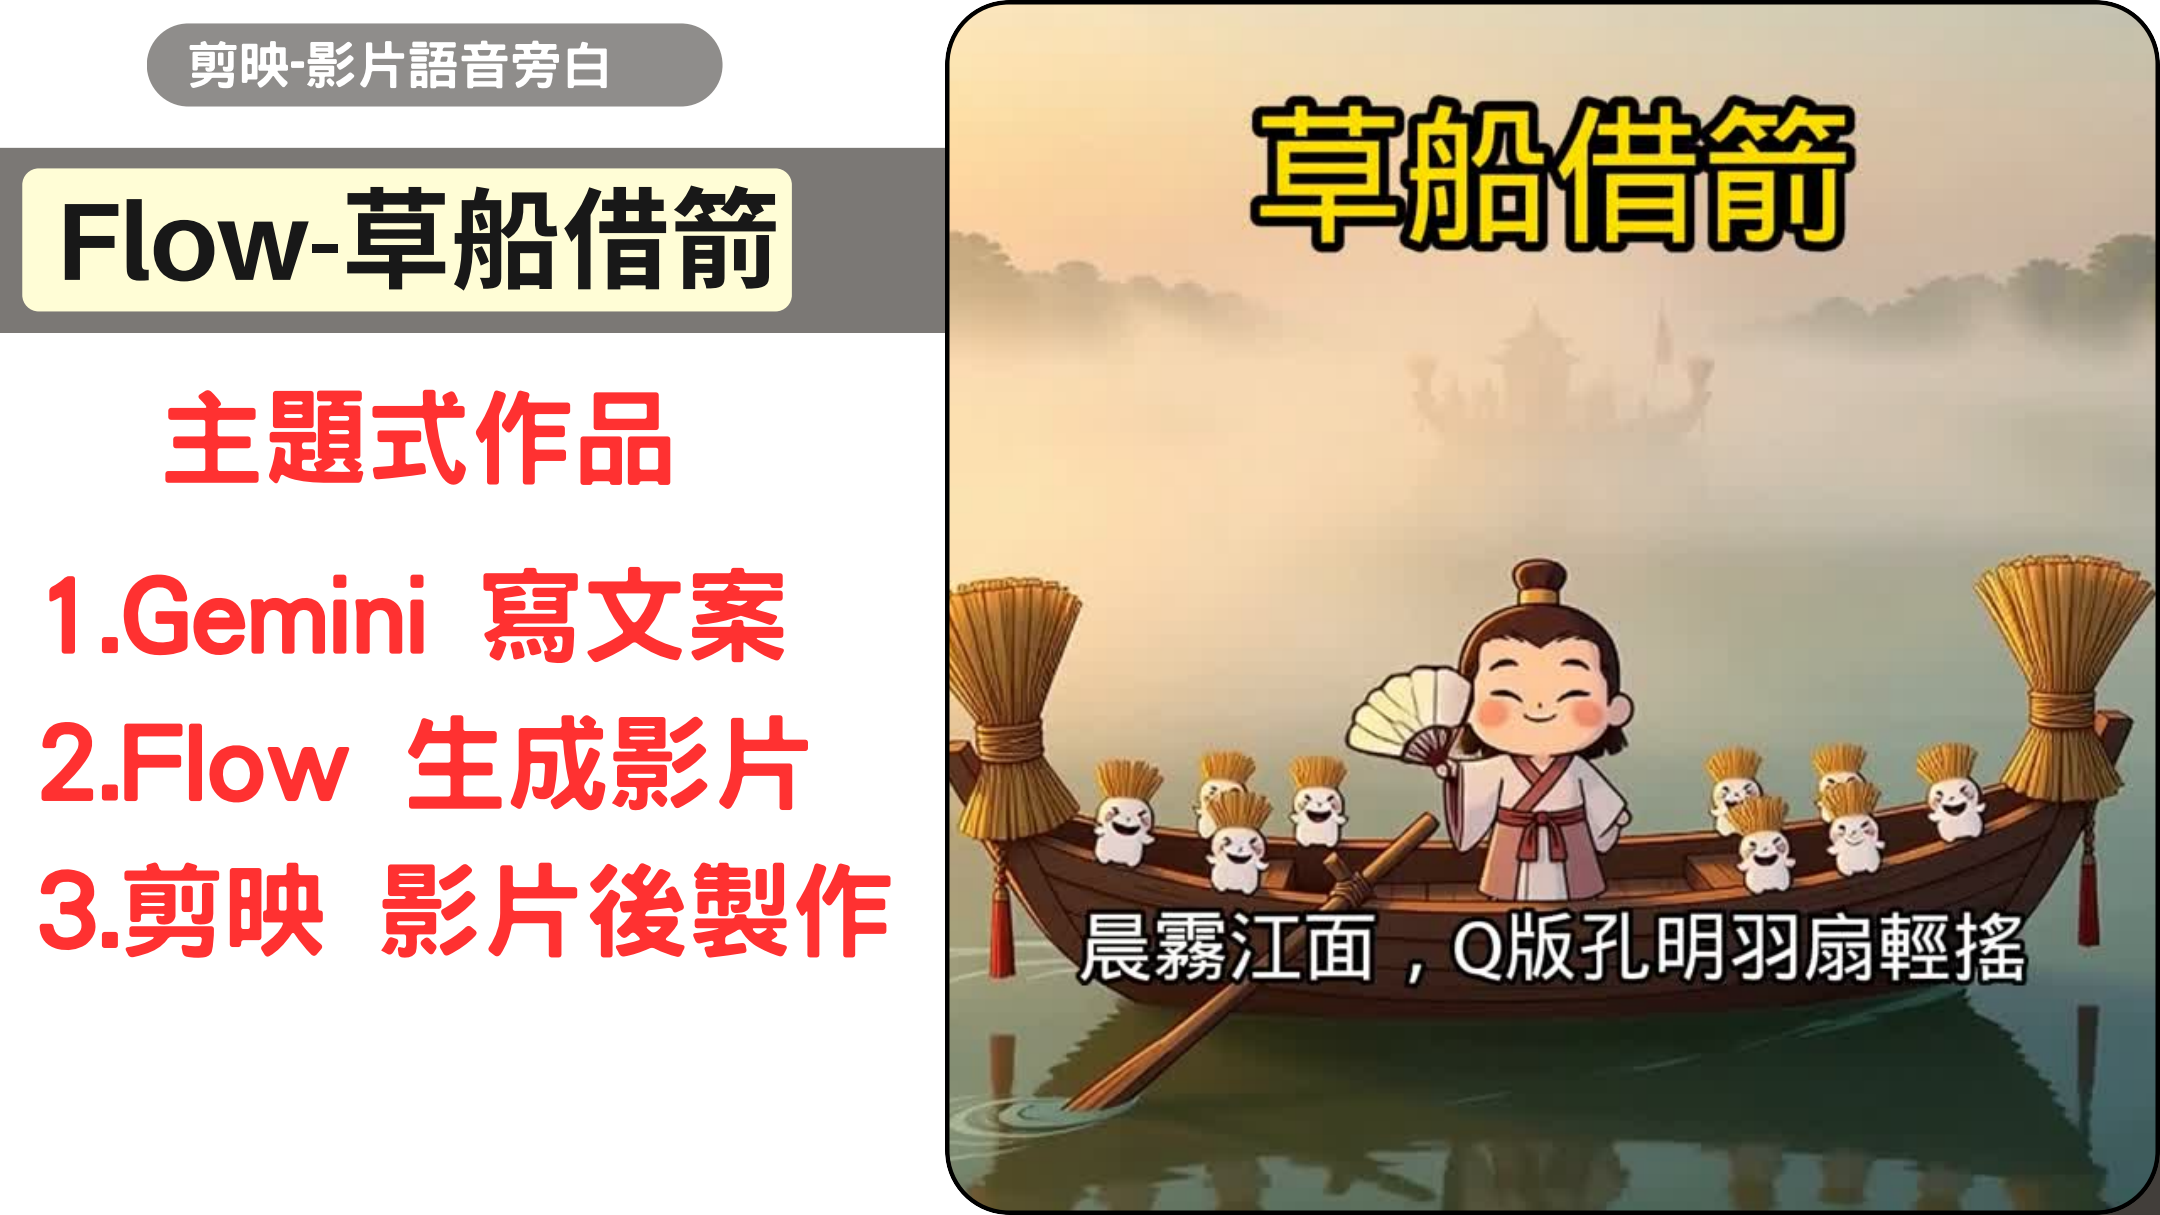 剪映-影片語音旁白
Flow-草船借箭
主題式作品
1.Gemini 寫文案
2.Flow 生成影片
3.剪映 影片後製作
草船借箭
晨霧江面，Q版孔明羽扇輕搖